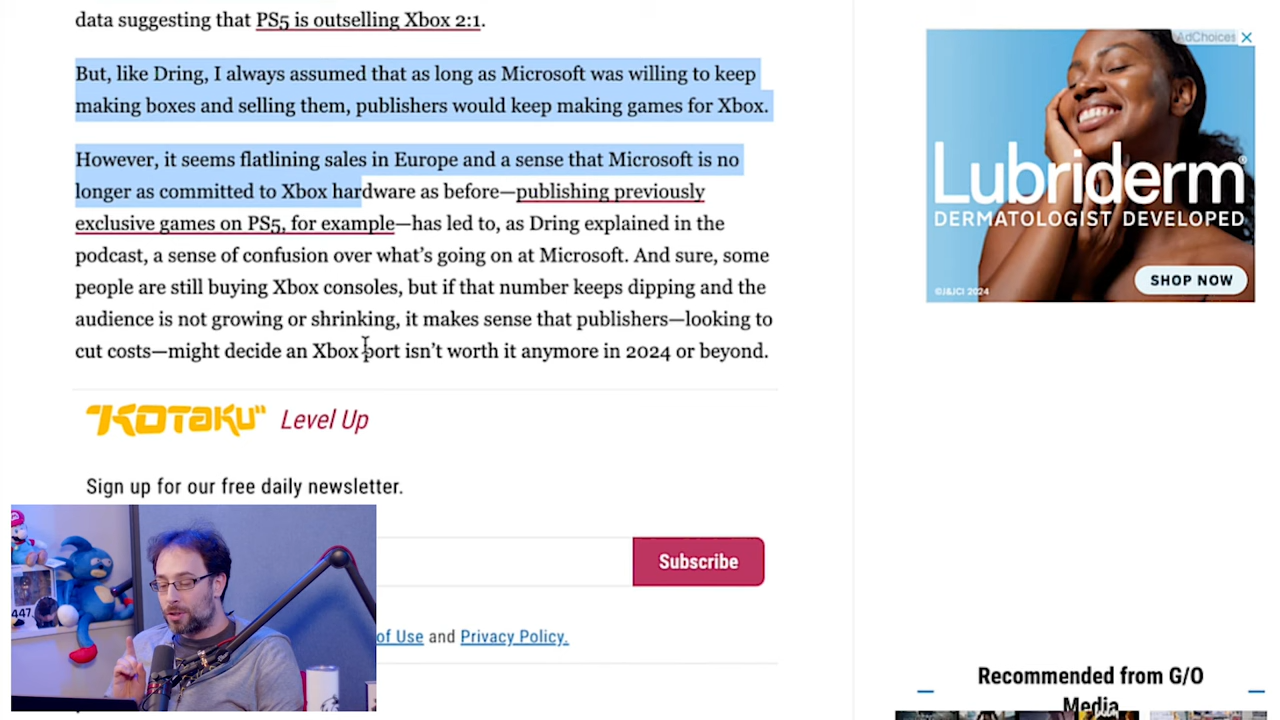 data suggesting that PS5 is outselling Xbox 2:1.
But, like Dring, I always assumed that as long as Microsoft was willing to keep
making boxes and selling them, publishers would keep making games for Xbox.
However, it seems flatlining sales in Europe and a sense that Microsoft is no
longer as committed to Xbox hardware as before—publishing previously
exclusive games on PS5, for example—has led to, as Dring explained in the
podcast, a sense of confusion over what's going on at Microsoft. And sure, some
people are still buying Xbox consoles, but if that number keeps dipping and the
audience is not growing or shrinking, it makes sense that publishers—looking to
cut costs—might decide an Xbox port isn't worth it anymore in 2024 or beyond.
"KOTAKU" Level Up
Sign up for our free daily newsletter.
Subscribe
of Use and Privacy Policy.
447
AdChoices
Lubriderm®
DERMATOLOGIST DEVELOPED
SHOP NOW
©J&JCI 2024
Recommended from G/O
Media